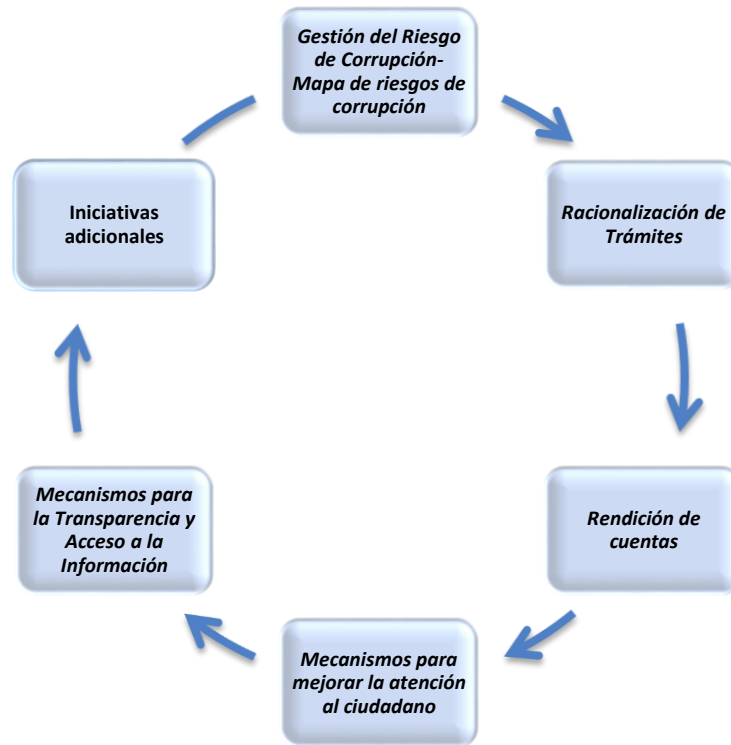 Gestión del Riesgo
de Corrupción-
Mapa de riesgos de
corrupción
Racionalización de
Trámites
Rendición de
cuentas
Mecanismos para
mejorar la atención
al ciudadano
Mecanismos para
la Transparencia y
Acceso a la
Información
Iniciativas
adicionales